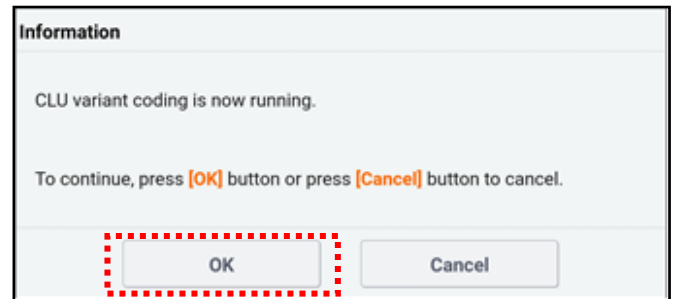 Information
CLU variant coding is now running.
To continue, press [OK] button or press [Cancel] button to cancel.
OK
Cancel